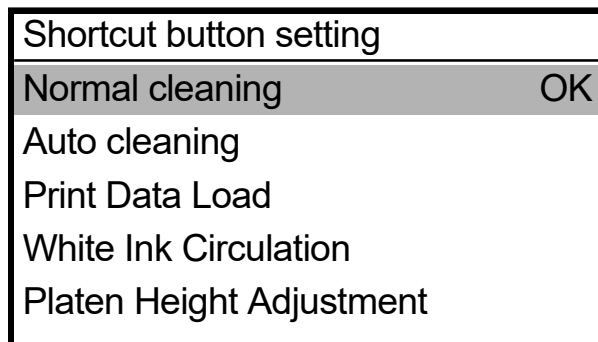 Shortcut button setting
Normal cleaning OK
Auto cleaning
Print Data Load
White Ink Circulation
Platen Height Adjustment